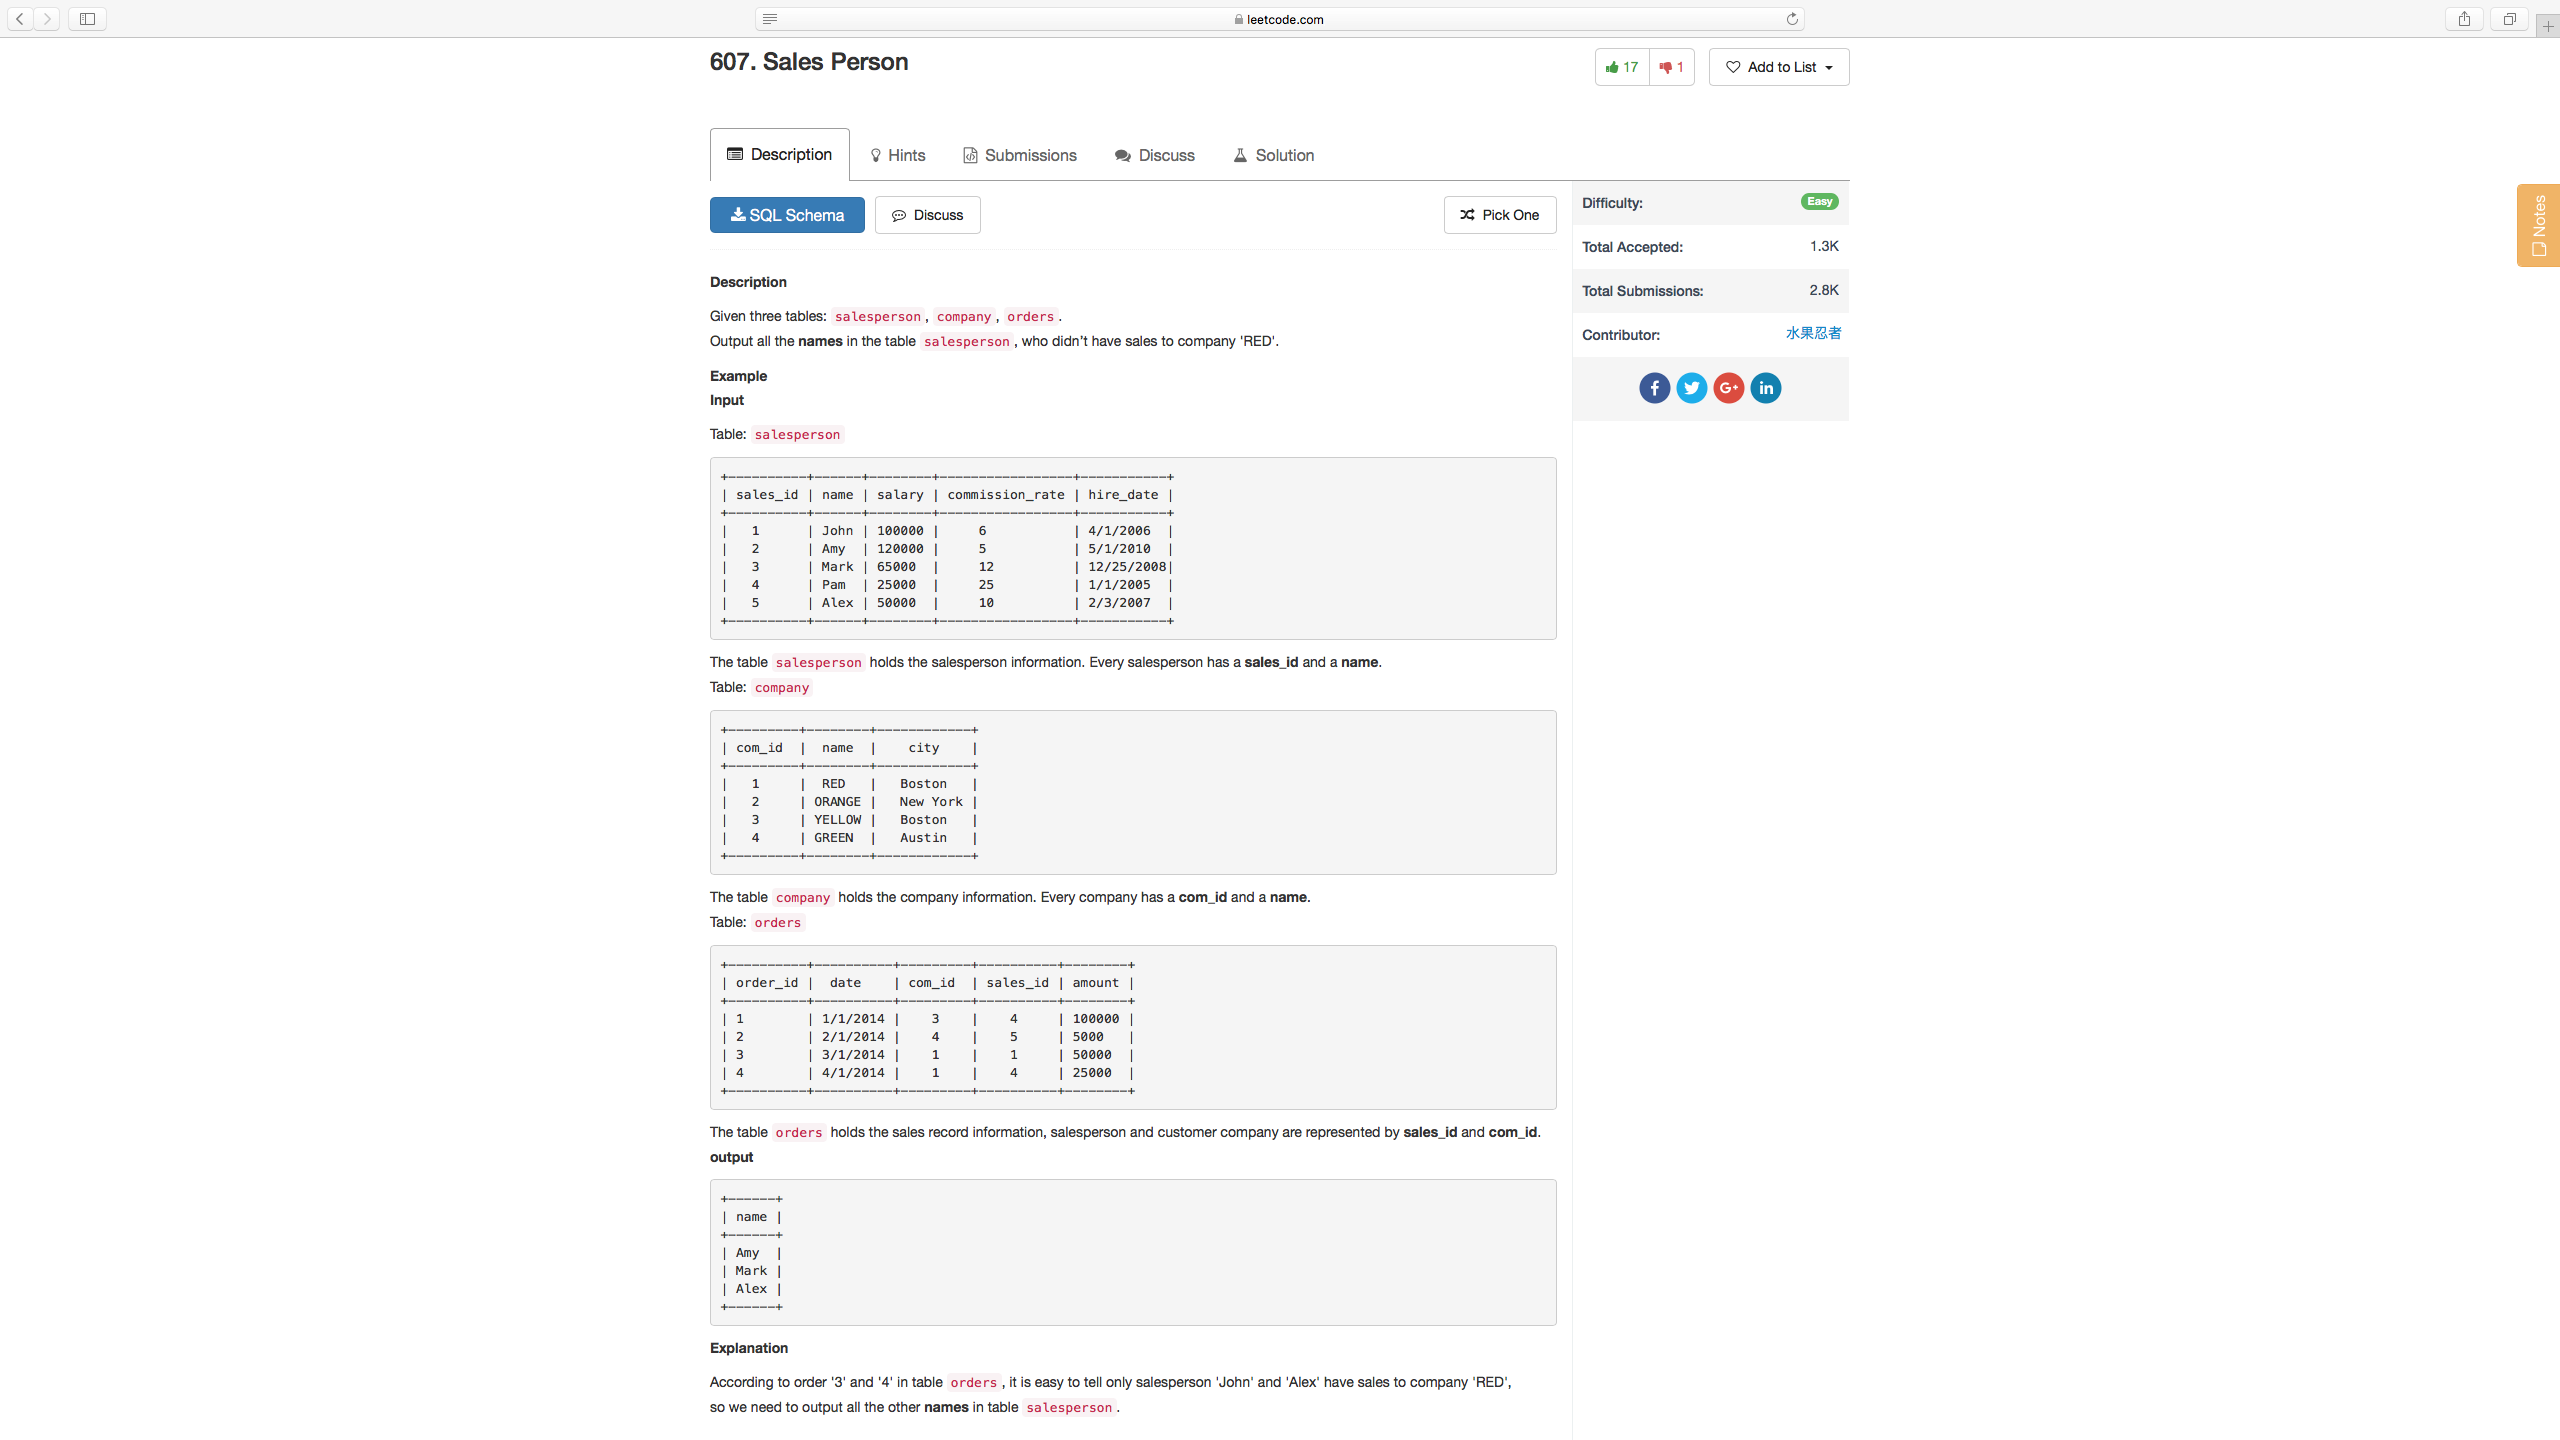 leetcode.com
607. Sales Person
17
1
Add to List
Description
Hints
Submissions
Discuss
Solution
SQL Schema
Discuss
Pick One
Difficulty:
Easy
Total Accepted:
1.3K
Total Submissions:
2.8K
Contributor:
水果忍者
Notes
Description
Given three tables: salesperson, company, orders.
Output all the names in the table salesperson, who didn’t have sales to company 'RED'.
Example
Input
Table: salesperson
+----------+------+--------+-----------------+-----------+
| sales_id | name | salary | commission_rate | hire_date |
+----------+------+--------+-----------------+-----------+
|   1      | John | 100000 |     6           | 4/1/2006  |
|   2      | Amy  | 120000 |     5           | 5/1/2010  |
|   3      | Mark | 65000  |     12          | 12/25/2008|
|   4      | Pam  | 25000  |     25          | 1/1/2005  |
|   5      | Alex | 50000  |     10          | 2/3/2007  |
+----------+------+--------+-----------------+-----------+
The table salesperson holds the salesperson information. Every salesperson has a sales_id and a name.
Table: company
+---------+--------+------------+
| com_id  |  name  |    city    |
+---------+--------+------------+
|   1     |  RED   |   Boston   |
|   2     | ORANGE |   New York |
|   3     | YELLOW |   Boston   |
|   4     | GREEN  |   Austin   |
+---------+--------+------------+
The table company holds the company information. Every company has a com_id and a name.
Table: orders
+----------+----------+---------+----------+--------+
| order_id |  date    | com_id  | sales_id | amount |
+----------+----------+---------+----------+--------+
| 1        | 1/1/2014 |    3    |    4     | 100000 |
| 2        | 2/1/2014 |    4    |    5     | 5000   |
| 3        | 3/1/2014 |    1    |    1     | 50000  |
| 4        | 4/1/2014 |    1    |    4     | 25000  |
+----------+----------+---------+----------+--------+
The table orders holds the sales record information, salesperson and customer company are represented by sales_id and com_id.
output
+------+
| name |
+------+
| Amy  |
| Mark |
| Alex |
+------+
Explanation
According to order '3' and '4' in table orders, it is easy to tell only salesperson 'John' and 'Alex' have sales to company 'RED',
so we need to output all the other names in table salesperson.